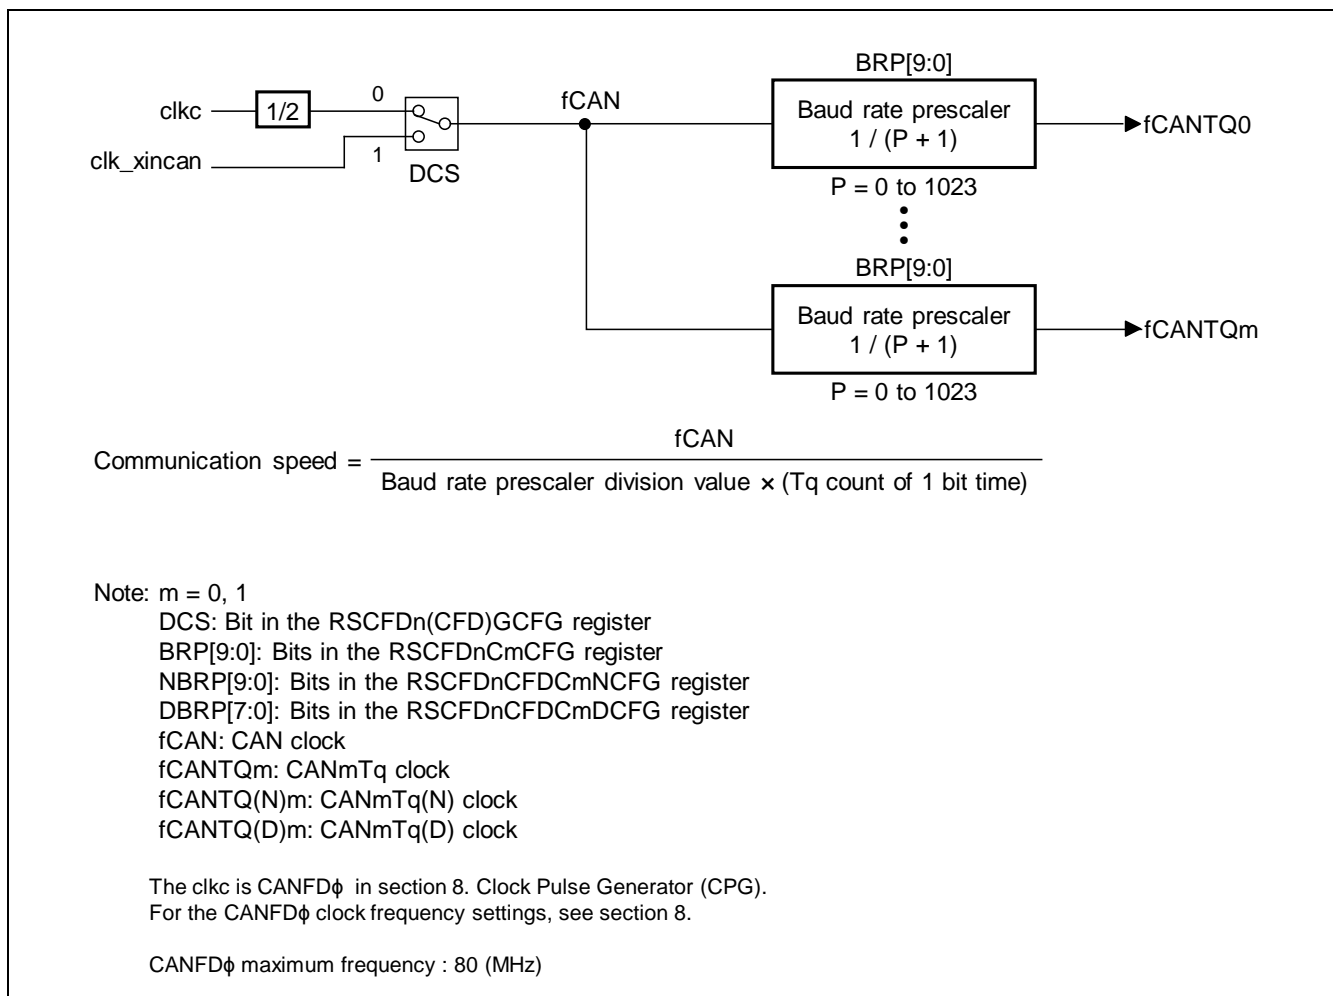 BRP[9:0]
clkc
1/2
0
fCAN
Baud rate prescaler
1 / (P + 1)
fCANTQ0
clk_xincan
1
DCS
P = 0 to 1023
BRP[9:0]
Baud rate prescaler
1 / (P + 1)
fCANTQm
P = 0 to 1023
fCAN
Communication speed =
Baud rate prescaler division value × (Tq count of 1 bit time)
Note: m = 0, 1
DCS: Bit in the RSCFDn(CFD)GCFG register
BRP[9:0]: Bits in the RSCFDnCmCFG register
NBRP[9:0]: Bits in the RSCFDnCFDCmNCFG register
DBRP[7:0]: Bits in the RSCFDnCFDCmDCFG register
fCAN: CAN clock
fCANTQm: CANmTq clock
fCANTQ(N)m: CANmTq(N) clock
fCANTQ(D)m: CANmTq(D) clock
The clkc is CANFDϕ in section 8. Clock Pulse Generator (CPG).
For the CANFDϕ clock frequency settings, see section 8.
CANFDϕ maximum frequency : 80 (MHz)